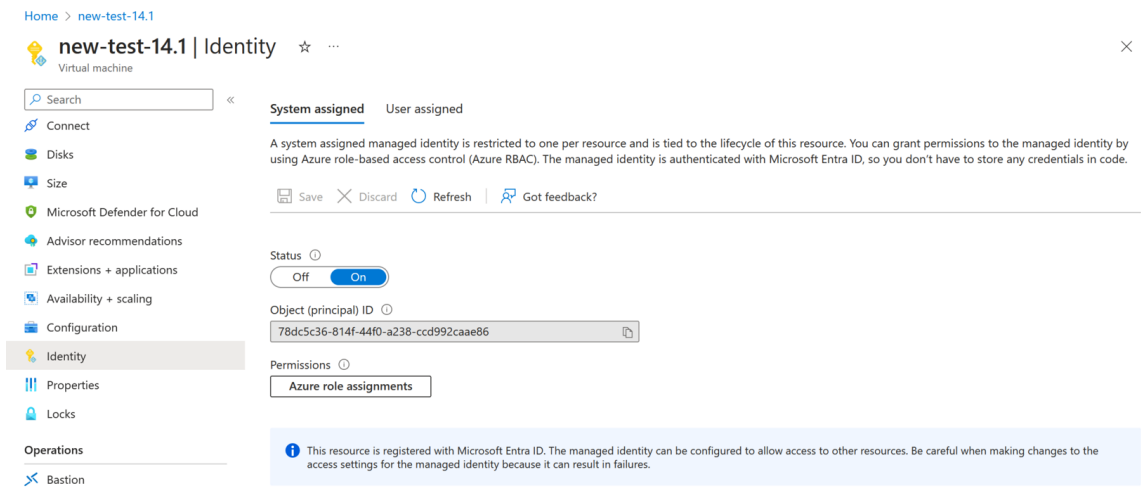 Home > new-test-14.1
new-test-14.1 | Identity ☆ ...
Virtual machine
Search
Connect
Disks
Size
Microsoft Defender for Cloud
Advisor recommendations
Extensions + applications
Availability + scaling
Configuration
Identity
Properties
Locks
Operations
Bastion
System assigned User assigned
A system assigned managed identity is restricted to one per resource and is tied to the lifecycle of this resource. You can grant permissions to the managed identity by
using Azure role-based access control (Azure RBAC). The managed identity is authenticated with Microsoft Entra ID, so you don't have to store any credentials in code.
Save Discard Refresh Got feedback?
Status
Off On
Object (principal) ID
78dc5c36-814f-44f0-a238-ccd992caae86
Permissions
Azure role assignments
This resource is registered with Microsoft Entra ID. The managed identity can be configured to allow access to other resources. Be careful when making changes to the
access settings for the managed identity because it can result in failures.